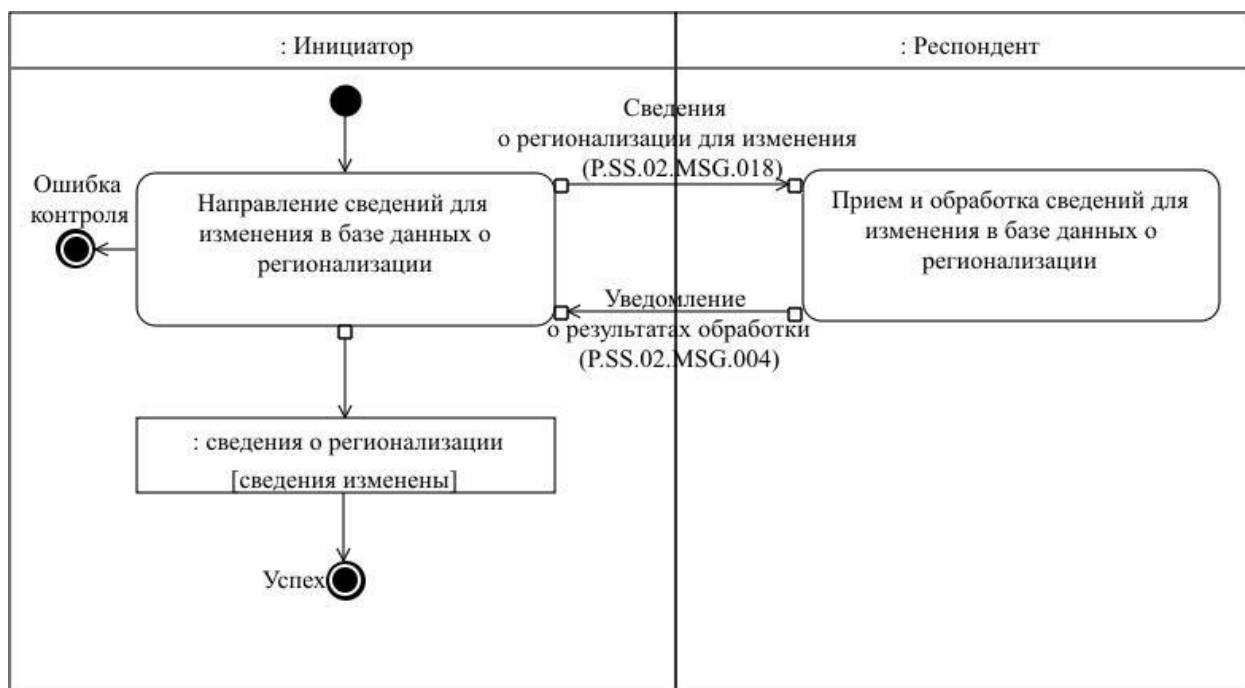 : Инициатор
: Респондент
Сведения
о регионализации для изменения
(P.SS.02.MSG.018)
Ошибка
контроля
Направление сведений для
изменения в базе данных о
регионализации
Прием и обработка сведений для
изменения в базе данных о
регионализации
Уведомление
о результатах обработки
(P.SS.02.MSG.004)
: сведения о регионализации
[сведения изменены]
Успех